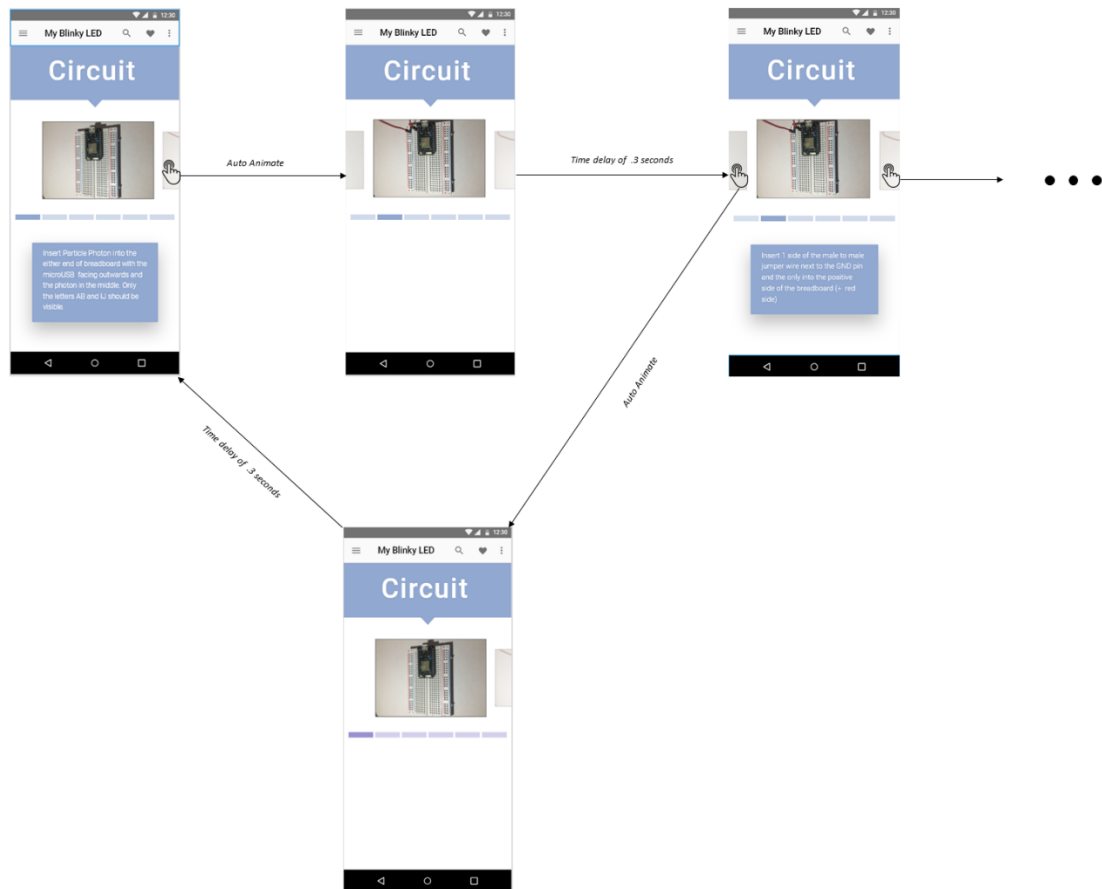 12:30
My Blinky LED
Circuit
Insert Particle Photon into the
either end of breadboard with the
microUSB facing outwards and
the photon in the middle. Only
the letters AB and IJ should be
visible.
Auto Animate
12:30
My Blinky LED
Circuit
Time delay of .3 seconds
12:30
My Blinky LED
Circuit
Insert 1 side of the male to male
jumper wire next to the GND pin
and the only into the positive
side of the breadboard (+ red
side)
Auto Animate
Time delay of .3 seconds
12:30
My Blinky LED
Circuit